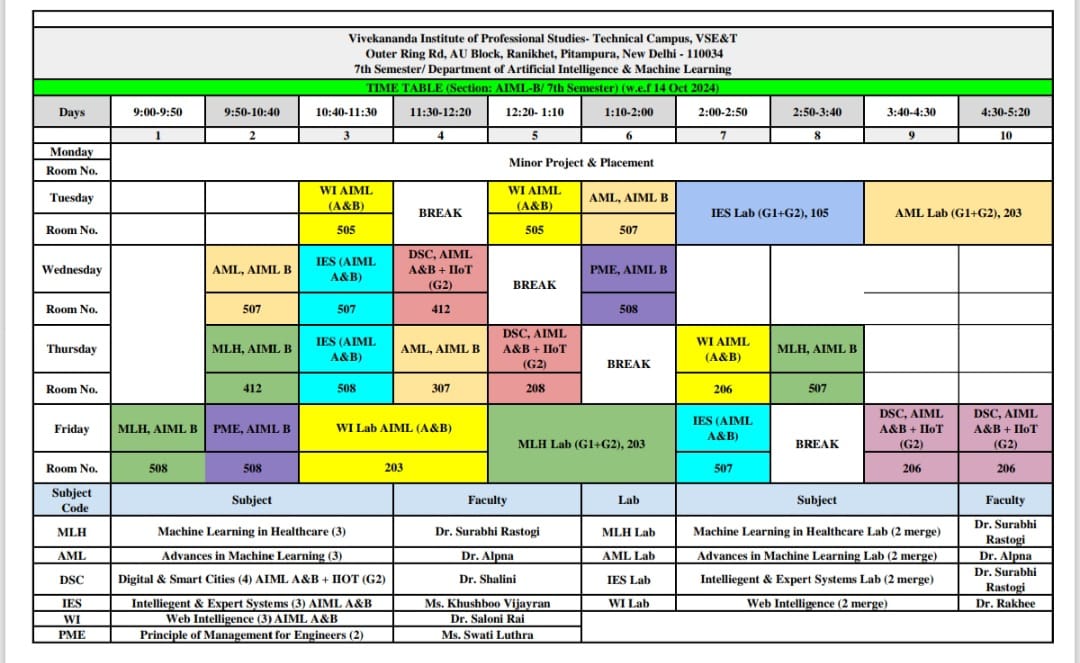 Vivekananda Institute of Professional Studies- Technical Campus, VSE&T
Outer Ring Rd, AU Block, Ranikhet, Pitampura, New Delhi - 110034
7th Semester/ Department of Artificial Intelligence & Machine Learning
TIME TABLE (Section: AIML-B/ 7th Semester) (w.e.f 14 Oct 2024)
Days 9:00-9:50 9:50-10:40 10:40-11:30 11:30-12:20 12:20- 1:10 1:10-2:00 2:00-2:50 2:50-3:40 3:40-4:30 4:30-5:20
1 2 3 4 5 6 7 8 9 10
Monday
Room No.
Minor Project & Placement
Tuesday
WI AIML
(A&B)
BREAK
WI AIML
(A&B)
AML, AIML B
IES Lab (G1+G2), 105
AML Lab (G1+G2), 203
Room No. 505 505 507
Wednesday
AML, AIML B
IES (AIML
A&B)
DSC, AIML
A&B + IIoT
(G2)
BREAK
PME, AIML B
Room No. 507 507 412 508
Thursday
MLH, AIML B
IES (AIML
A&B)
AML, AIML B
DSC, AIML
A&B + IIoT
(G2)
BREAK
WI AIML
(A&B)
MLH, AIML B
Room No. 412 508 307 208 206 507
Friday
MLH, AIML B
PME, AIML B
WI Lab AIML (A&B)
MLH Lab (G1+G2), 203
IES (AIML
A&B)
BREAK
DSC, AIML
A&B + IIoT
(G2)
DSC, AIML
A&B + IIoT
(G2)
Room No. 508 508 203 507 206 206
Subject
Code
Subject Faculty Lab Subject Faculty
MLH Machine Learning in Healthcare (3) Dr. Surabhi Rastogi MLH Lab Machine Learning in Healthcare Lab (2 merge) Dr. Surabhi
Rastogi
AML Advances in Machine Learning (3) Dr. Alpna AML Lab Advances in Machine Learning Lab (2 merge) Dr. Alpna
DSC Digital & Smart Cities (4) AIML A&B + IIOT (G2) Dr. Shalini IES Lab Intelliegent & Expert Systems Lab (2 merge) Dr. Surabhi
Rastogi
IES Intelliegent & Expert Systems (3) AIML A&B Ms. Khushboo Vijayran WI Lab Web Intelligence (2 merge) Dr. Rakhee
WI Web Intelligence (3) AIML A&B Dr. Saloni Rai
PME Principle of Management for Engineers (2) Ms. Swati Luthra